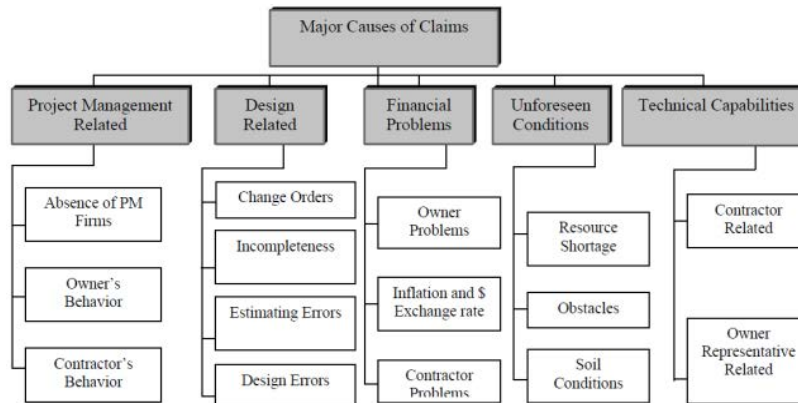 Major Causes of Claims
Project Management
Related
Design
Related
Financial
Problems
Unforeseen
Conditions
Technical Capabilities
Absence of PM
Firms
Owner's
Behavior
Contractor's
Behavior
Change Orders
Incompleteness
Estimating Errors
Design Errors
Owner
Problems
Inflation and $
Exchange rate
Contractor
Problems
Resource
Shortage
Obstacles
Soil
Conditions
Contractor
Related
Owner
Representative
Related